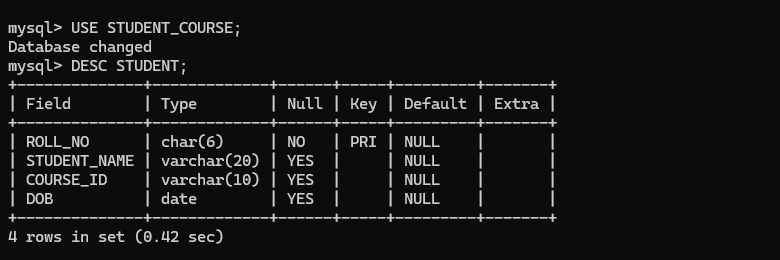 mysql> USE STUDENT_COURSE;
Database changed
mysql> DESC STUDENT;
+--------------+-------------+------+-----+---------+-------+
| Field        | Type        | Null | Key | Default | Extra |
+--------------+-------------+------+-----+---------+-------+
| ROLL_NO      | char(6)     | NO   | PRI | NULL    |       |
| STUDENT_NAME | varchar(20) | YES  |     | NULL    |       |
| COURSE_ID    | varchar(10) | YES  |     | NULL    |       |
| DOB          | date        | YES  |     | NULL    |       |
+--------------+-------------+------+-----+---------+-------+
4 rows in set (0.42 sec)